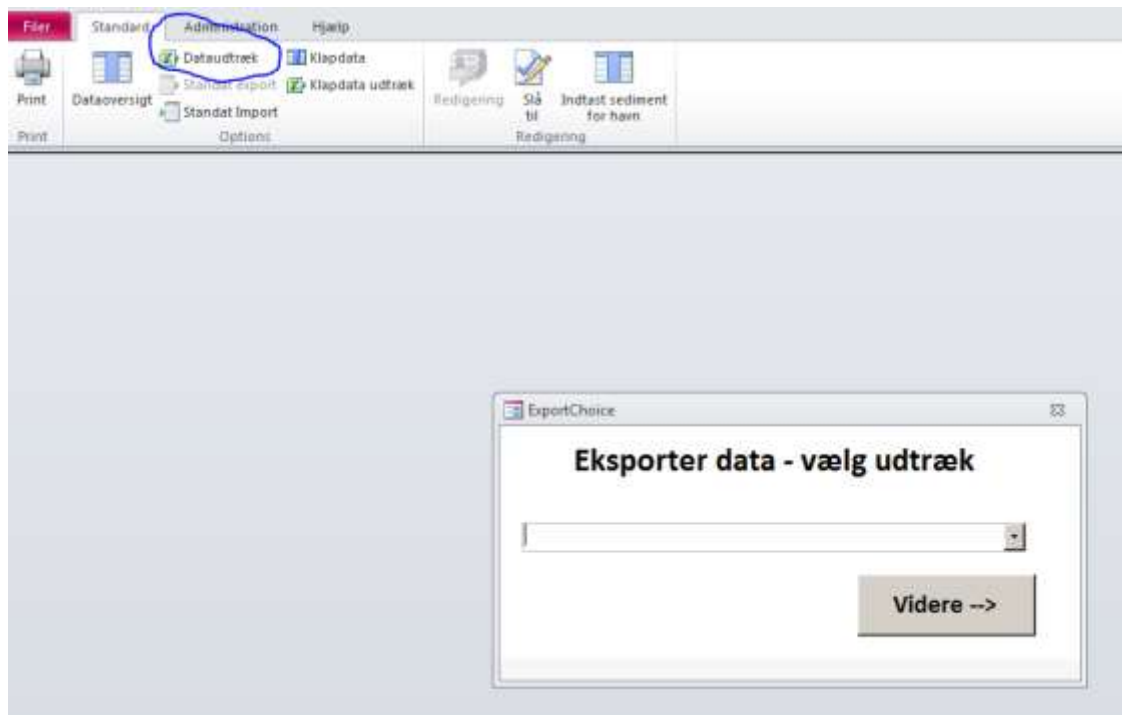 Filer Standard Administration Hjælp
Dataudtræk Klapdata
Standat export Klapdata udtræk
Print Dataoversigt Standat Import Redigering Slå til Indtast sediment for havn
Print Options Redigering
ExportChoice
Eksporter data - vælg udtræk
Videre -->